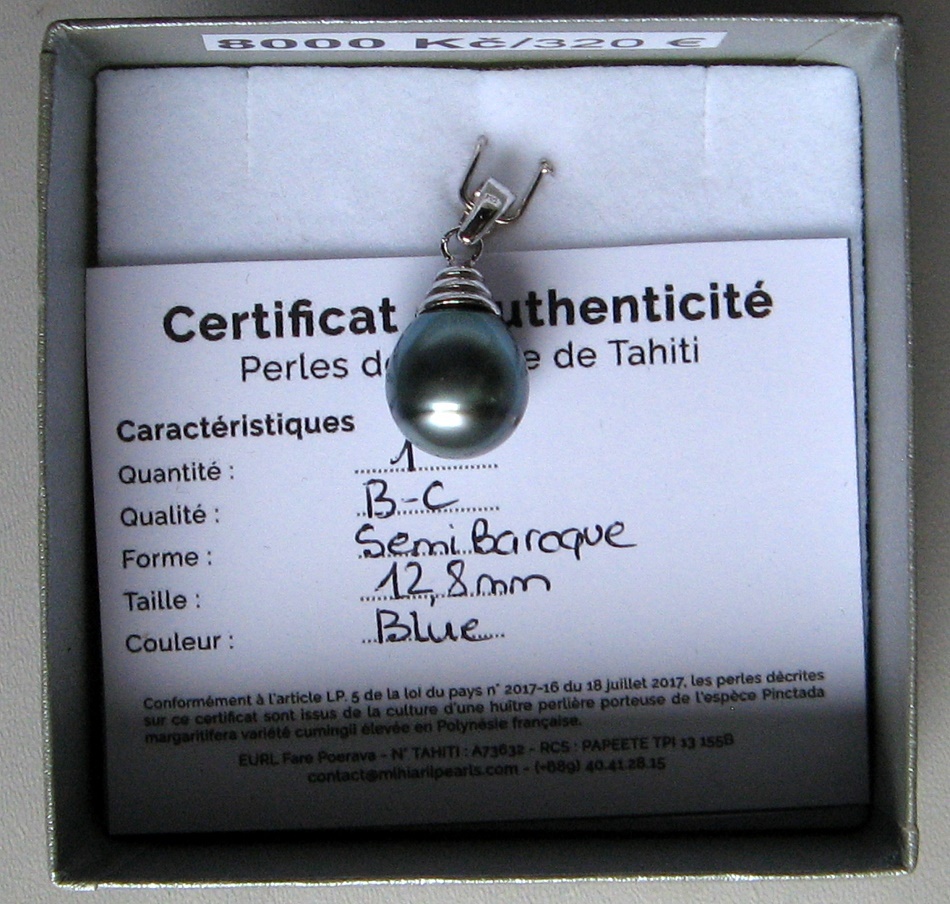 8000 Kč/320 €
Certificat uthenticité
Perles de e de Tahiti
Caractéristiques
Quantité : 1
Qualité : B-C
Forme : Semi Baroque
Taille : 12,8 mm
Couleur : Blue
Conformément à l'article LP. 5 de la loi du pays n° 2017-16 du 18 juillet 2017, les perles décrites
sur ce certificat sont issus de la culture d'une huître perlière porteuse de l'espèce Pinctada
margaritifera variété cumingii élevée en Polynésie française.
EURL Fare Poerava - N° TAHITI : A73632 - RCS : PAPEETE TPI 13 155B
contact@mihiariipearls.com - (+689) 40.41.28.15